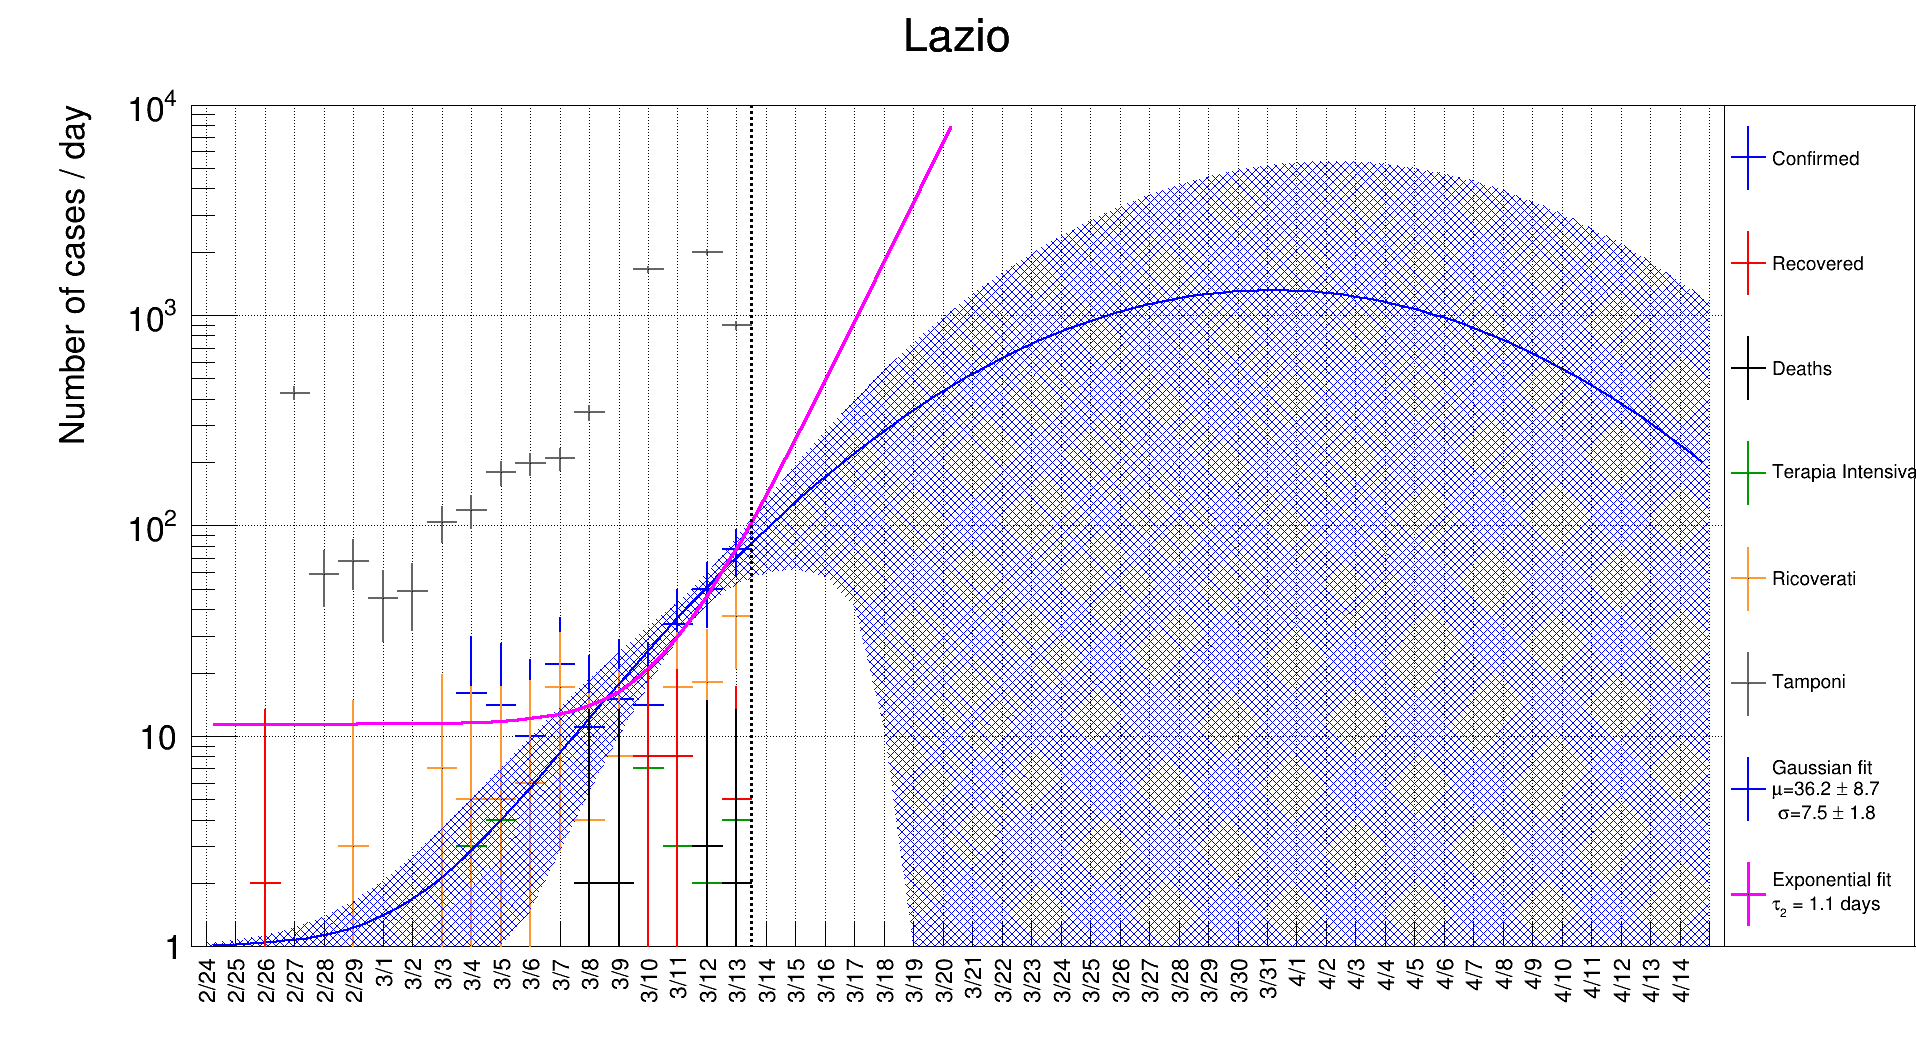 Lazio
Number of cases / day
10⁴
10³
10²
10
1
2/24 2/25 2/26 2/27 2/28 2/29 3/1 3/2 3/3 3/4 3/5 3/6 3/7 3/8 3/9 3/10 3/11 3/12 3/13 3/14 3/15 3/16 3/17 3/18 3/19 3/20 3/21 3/22 3/23 3/24 3/25 3/26 3/27 3/28 3/29 3/30 3/31 4/1 4/2 4/3 4/4 4/5 4/6 4/7 4/8 4/9 4/10 4/11 4/12 4/13 4/14
Confirmed
Recovered
Deaths
Terapia Intensiva
Ricoverati
Tamponi
Gaussian fit
μ=36.2 ± 8.7
σ=7.5 ± 1.8
Exponential fit
τ₂ = 1.1 days